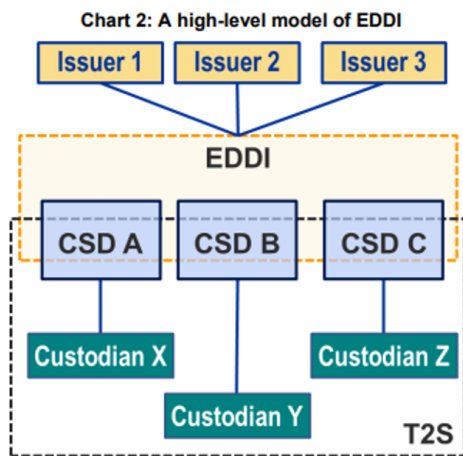 Chart 2: A high-level model of EDDI
Issuer 1
Issuer 2
Issuer 3
EDDI
CSD A
CSD B
CSD C
Custodian X
Custodian Z
Custodian Y
T2S